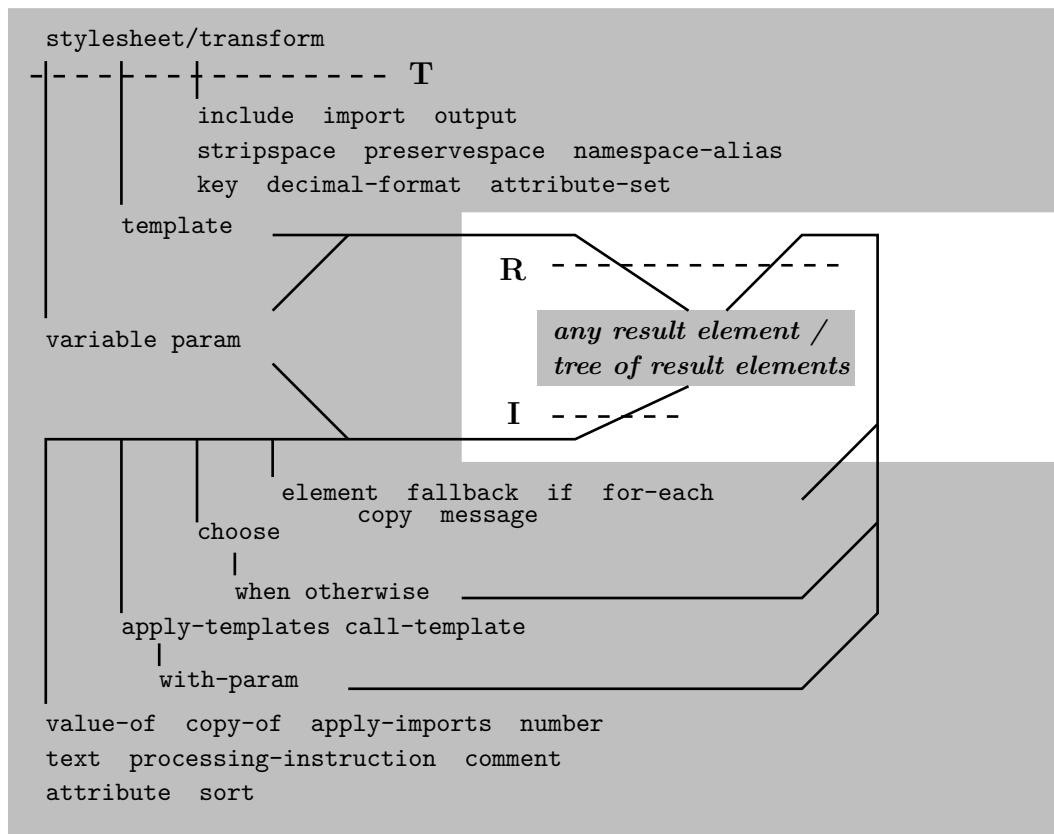 stylesheet/transform
T
include import output
stripspace preservespace namespace-alias
key decimal-format attribute-set
template
R
any result element /
variable param
tree of result elements
I
element fallback if for-each
copy message
choose
when otherwise
apply-templates call-template
with-param
value-of copy-of apply-imports number
text processing-instruction comment
attribute sort